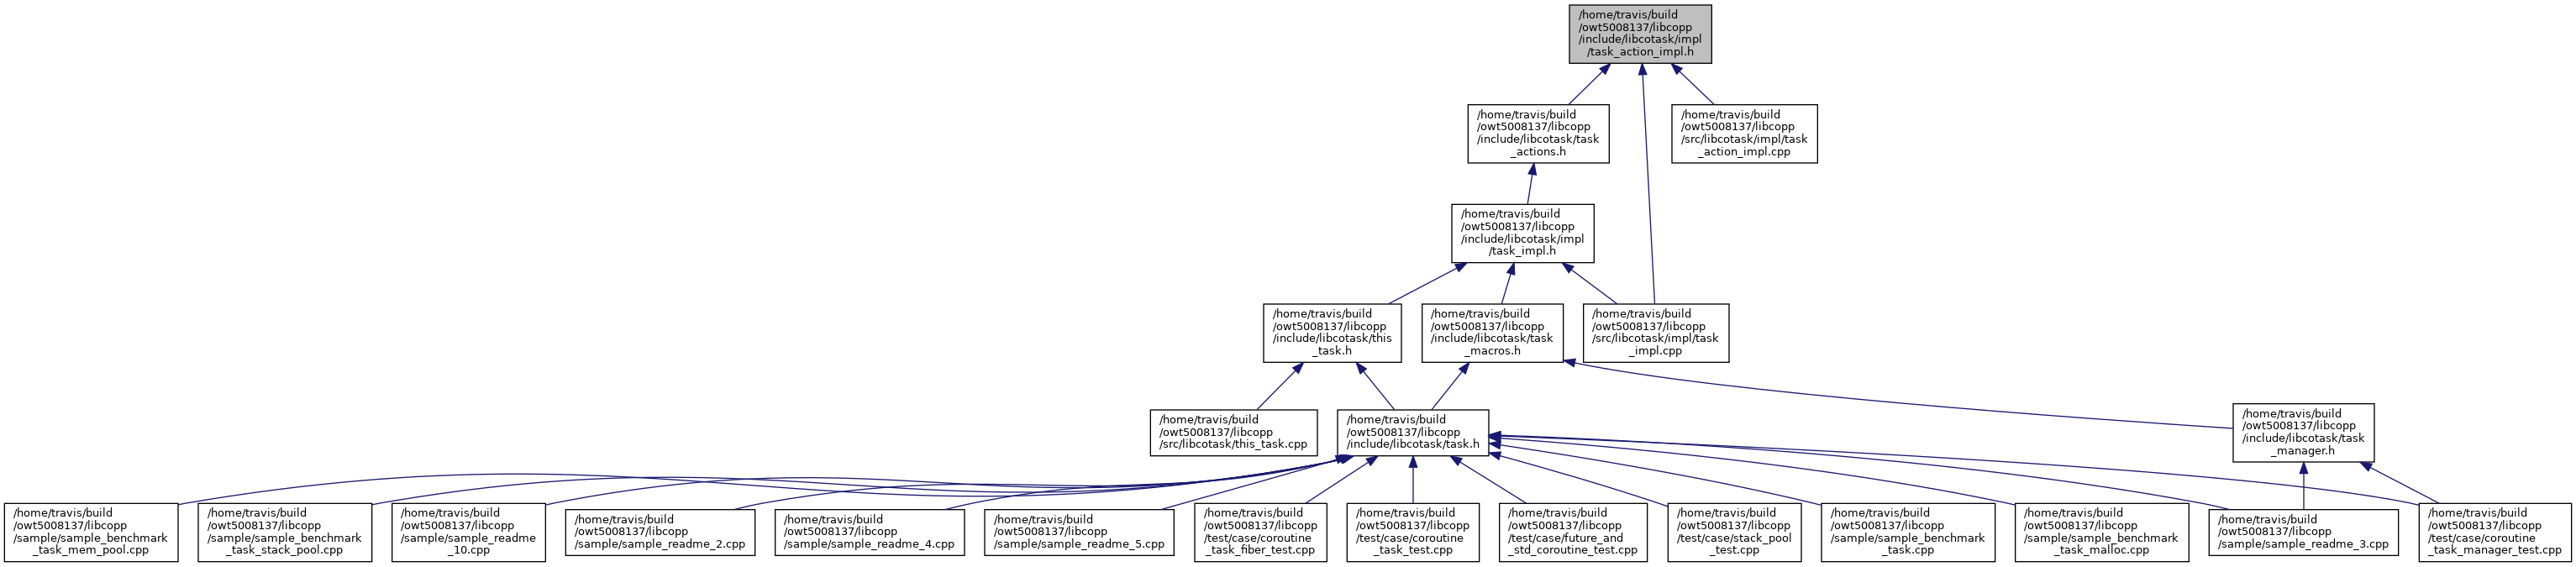 /home/travis/build
/owt5008137/libcopp
/include/libcotask/impl
/task_action_impl.h
/home/travis/build
/owt5008137/libcopp
/include/libcotask/task
_actions.h
/home/travis/build
/owt5008137/libcopp
/src/libcotask/impl/task
_action_impl.cpp
/home/travis/build
/owt5008137/libcopp
/include/libcotask/impl
/task_impl.h
/home/travis/build
/owt5008137/libcopp
/include/libcotask/this
_task.h
/home/travis/build
/owt5008137/libcopp
/include/libcotask/task
_macros.h
/home/travis/build
/owt5008137/libcopp
/src/libcotask/impl/task
_impl.cpp
/home/travis/build
/owt5008137/libcopp
/src/libcotask/this_task.cpp
/home/travis/build
/owt5008137/libcopp
/include/libcotask/task.h
/home/travis/build
/owt5008137/libcopp
/include/libcotask/task
_manager.h
/home/travis/build
/owt5008137/libcopp
/sample/sample_benchmark
_task_mem_pool.cpp
/home/travis/build
/owt5008137/libcopp
/sample/sample_benchmark
_task_stack_pool.cpp
/home/travis/build
/owt5008137/libcopp
/sample/sample_readme
_10.cpp
/home/travis/build
/owt5008137/libcopp
/sample/sample_readme_2.cpp
/home/travis/build
/owt5008137/libcopp
/sample/sample_readme_4.cpp
/home/travis/build
/owt5008137/libcopp
/sample/sample_readme_5.cpp
/home/travis/build
/owt5008137/libcopp
/test/case/coroutine
_task_fiber_test.cpp
/home/travis/build
/owt5008137/libcopp
/test/case/coroutine
_task_test.cpp
/home/travis/build
/owt5008137/libcopp
/test/case/future_and
_std_coroutine_test.cpp
/home/travis/build
/owt5008137/libcopp
/test/case/stack_pool
_test.cpp
/home/travis/build
/owt5008137/libcopp
/sample/sample_benchmark
_task.cpp
/home/travis/build
/owt5008137/libcopp
/sample/sample_benchmark
_task_malloc.cpp
/home/travis/build
/owt5008137/libcopp
/sample/sample_readme_3.cpp
/home/travis/build
/owt5008137/libcopp
/test/case/coroutine
_task_manager_test.cpp